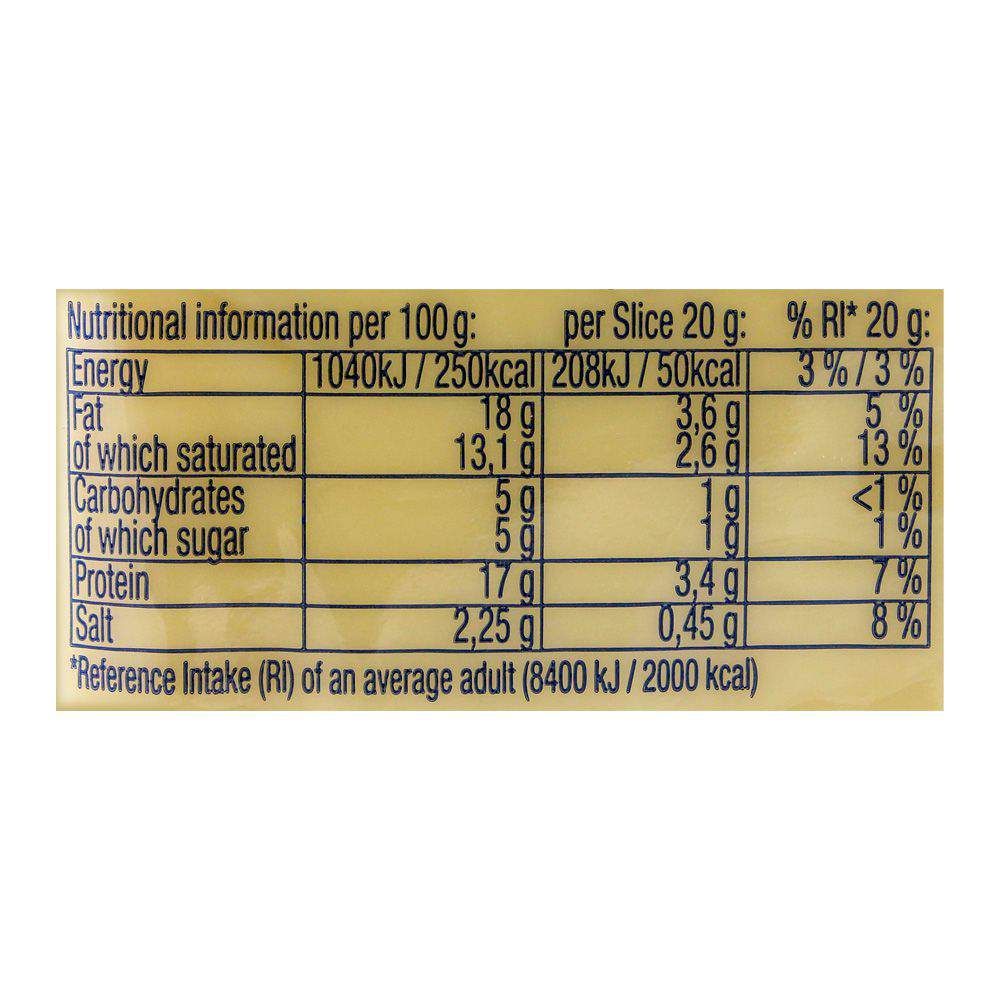 Nutritional information per 100g: per Slice 20 g: % RI* 20 g:
Energy 1040kJ / 250kcal 208kJ / 50kcal 3 % / 3 %
Fat 18 g 3,6 g 5 %
of which saturated 13,1 g 2,6 g 13 %
Carbohydrates 5 g 1 g <1 %
of which sugar 5 g 1 g 1 %
Protein 17 g 3,4 g 7 %
Salt 2,25 g 0,45 g 8 %
*Reference Intake (RI) of an average adult (8400 kJ / 2000 kcal)